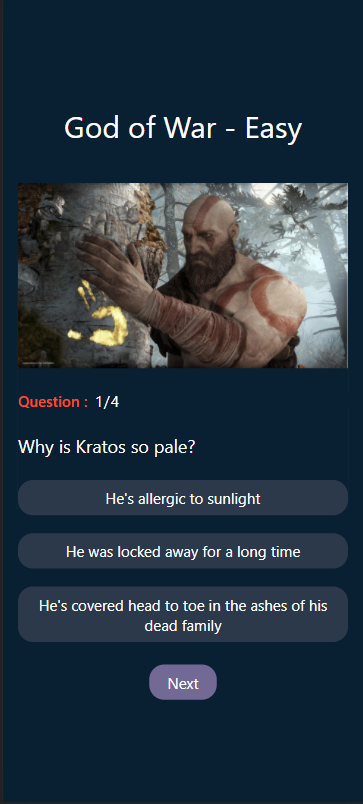 God of War - Easy
Question : 1/4
Why is Kratos so pale?
He's allergic to sunlight
He was locked away for a long time
He's covered head to toe in the ashes of his
dead family
Next